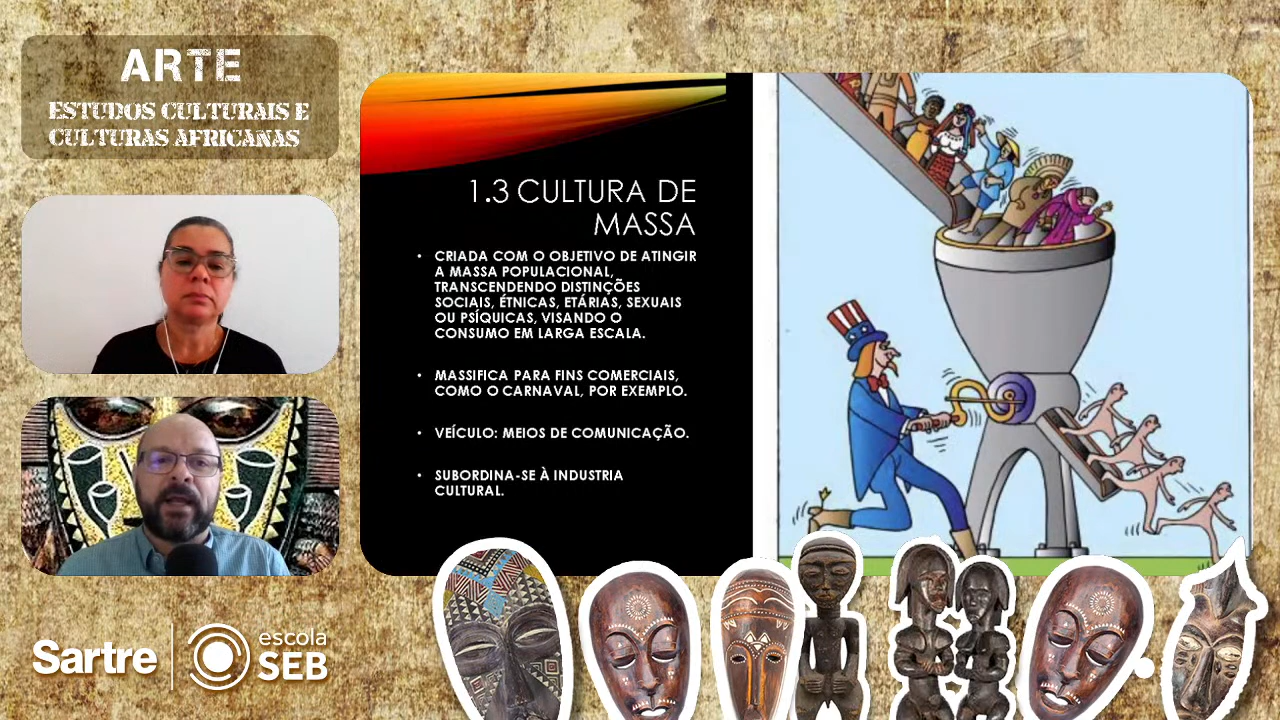 ARTE
ESTUDOS CULTURAIS E
CULTURAS AFRICANAS
1.3 CULTURA DE
MASSA
• CRIADA COM O OBJETIVO DE ATINGIR
A MASSA POPULACIONAL,
TRANSCENDENDO DISTINÇÕES
SOCIAIS, ÉTNICAS, ETÁRIAS, SEXUAIS
OU PSÍQUICAS, VISANDO O
CONSUMO EM LARGA ESCALA.
• MASSIFICA PARA FINS COMERCIAIS,
COMO O CARNAVAL, POR EXEMPLO.
• VEÍCULO: MEIOS DE COMUNICAÇÃO.
• SUBORDINA-SE À INDUSTRIA
CULTURAL.
Sartre
escola
SEB